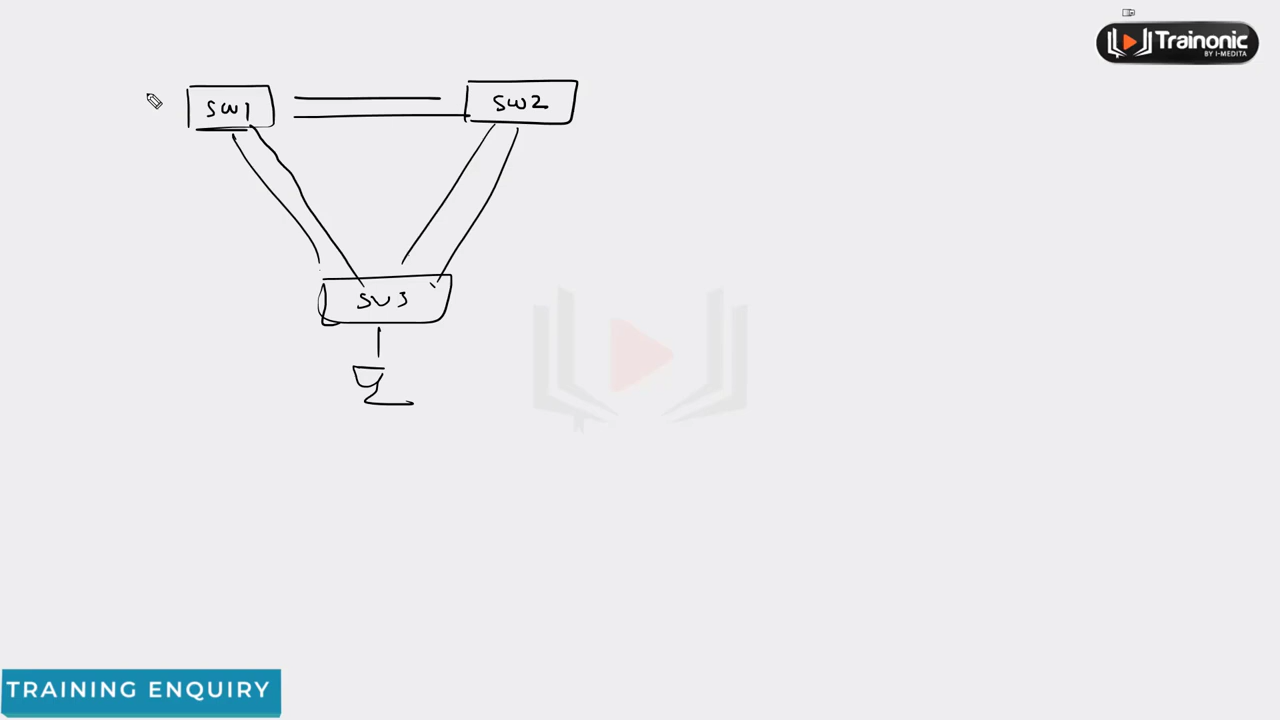 Trainonic
BY I-MEDITA
SW1
SW2
SW3
TRAINING ENQUIRY